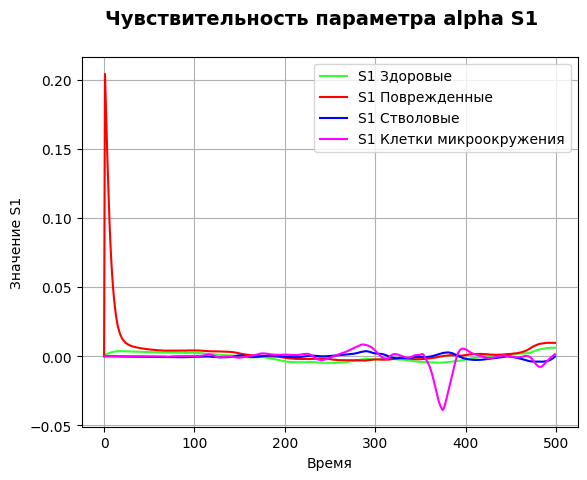 Чувствительность параметра alpha S1
S1 Здоровые
S1 Поврежденные
S1 Стволовые
S1 Клетки микроокружения
0.20
0.15
0.10
0.05
0.00
−0.05
Значение S1
0 100 200 300 400 500
Время